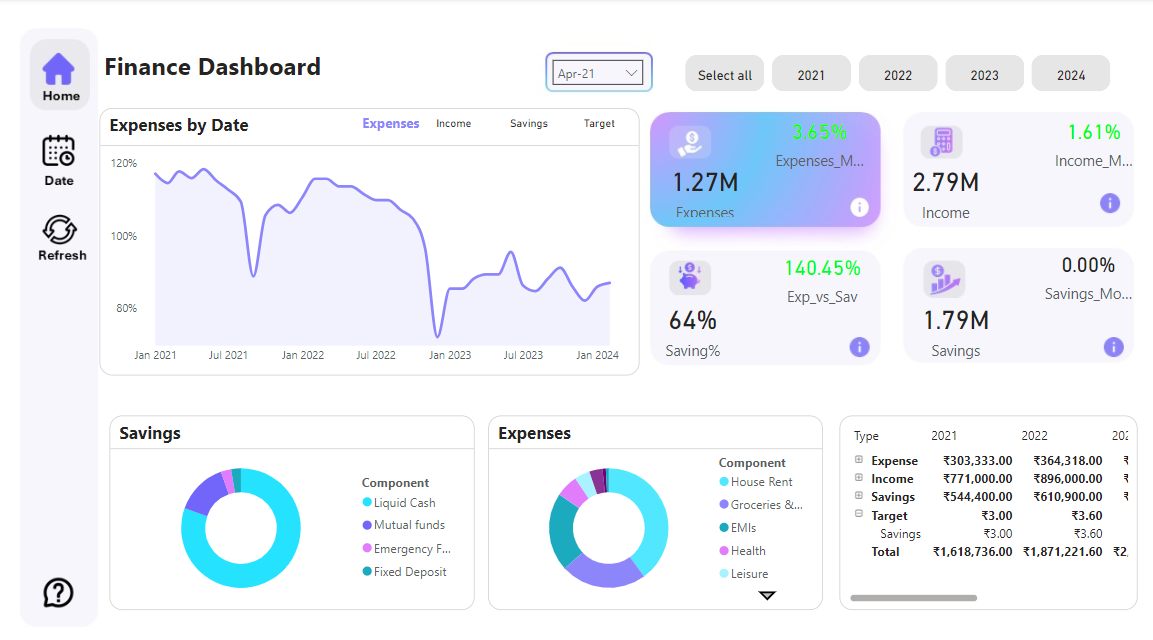 Home
Date
Refresh
Finance Dashboard
Apr-21
Select all
2021
2022
2023
2024
Expenses by Date
Expenses
Income
Savings
Target
120%
100%
80%
Jan 2021
Jul 2021
Jan 2022
Jul 2022
Jan 2023
Jul 2023
Jan 2024
3.65%
Expenses_M...
1.27M
Expenses
1.61%
Income_M...
2.79M
Income
140.45%
Exp_vs_Sav
64%
Saving%
0.00%
Savings_Mo...
1.79M
Savings
Savings
Component
Liquid Cash
Mutual funds
Emergency F...
Fixed Deposit
Expenses
Component
House Rent
Groceries &...
EMIs
Health
Leisure
Type 2021 2022 202
Expense ₹303,333.00 ₹364,318.00 ₹
Income ₹771,000.00 ₹896,000.00 ₹
Savings ₹544,400.00 ₹610,900.00 ₹
Target ₹3.00 ₹3.60
Savings ₹3.00 ₹3.60
Total ₹1,618,736.00 ₹1,871,221.60 ₹2,